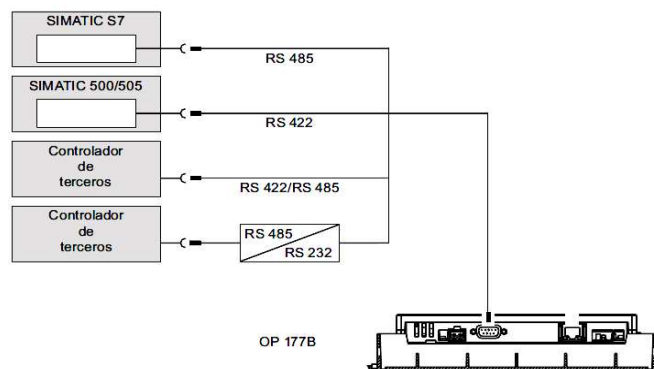 SIMATIC S7
RS 485
SIMATIC 500/505
RS 422
Controlador
de
terceros
RS 422/RS 485
Controlador
de
terceros
RS 485
RS 232
OP 177B